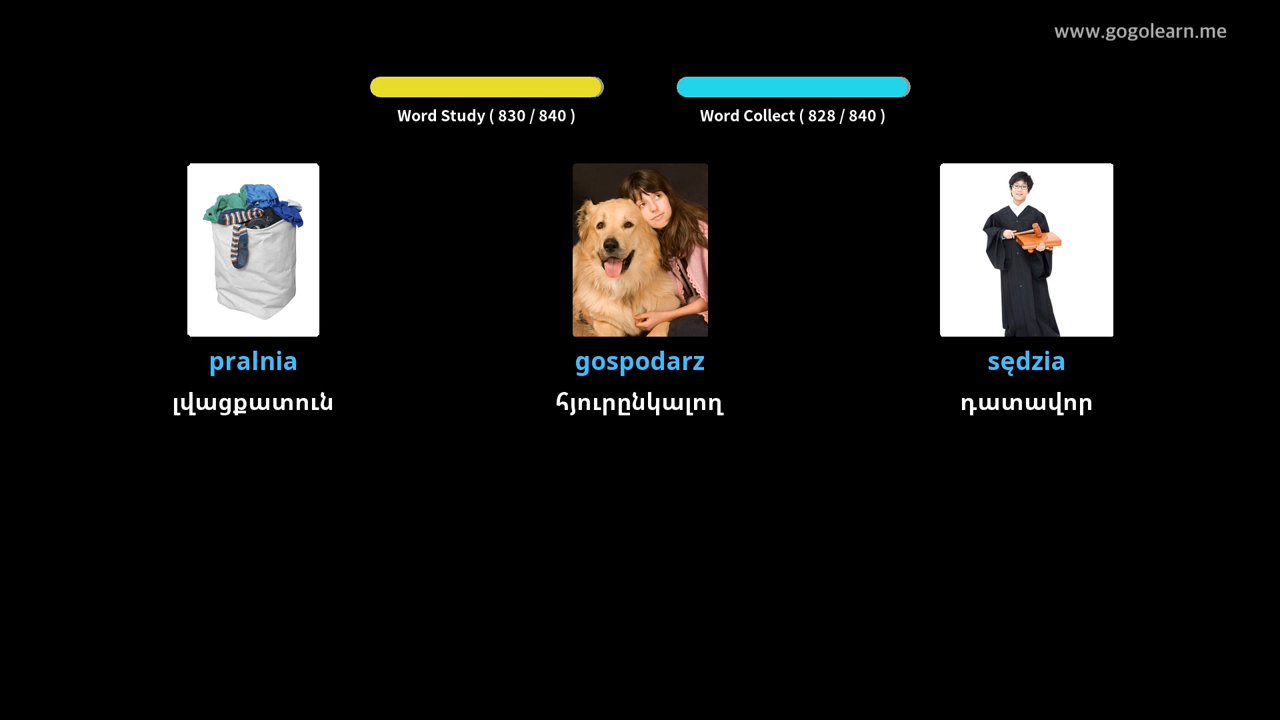 www.gogolearn.me
Word Study ( 830 / 840 )
Word Collect ( 828 / 840 )
pralnia
gospodarz
sędzia
լվացքատուն
հյուրընկալող
դատավոր